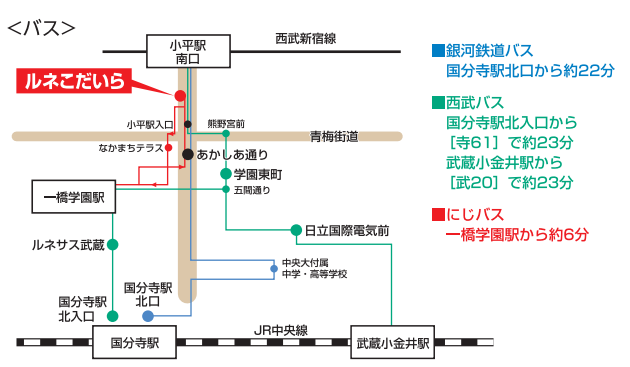 ＜バス＞
西武新宿線
小平駅
南口
ルネこだいら
小平駅入口
熊野宮前
青梅街道
なかまちテラス
あかしあ通り
学園東町
五間通り
一橋学園駅
日立国際電気前
ルネサス武蔵
中央大付属
中学・高等学校
国分寺駅
北口
国分寺駅
北入口
JR中央線
国分寺駅
武蔵小金井駅
銀河鉄道バス
国分寺駅北口から約22分
西武バス
国分寺駅北入口から
［寺61］で約23分
武蔵小金井駅から
［武20］で約23分
にじバス
一橋学園駅から約6分